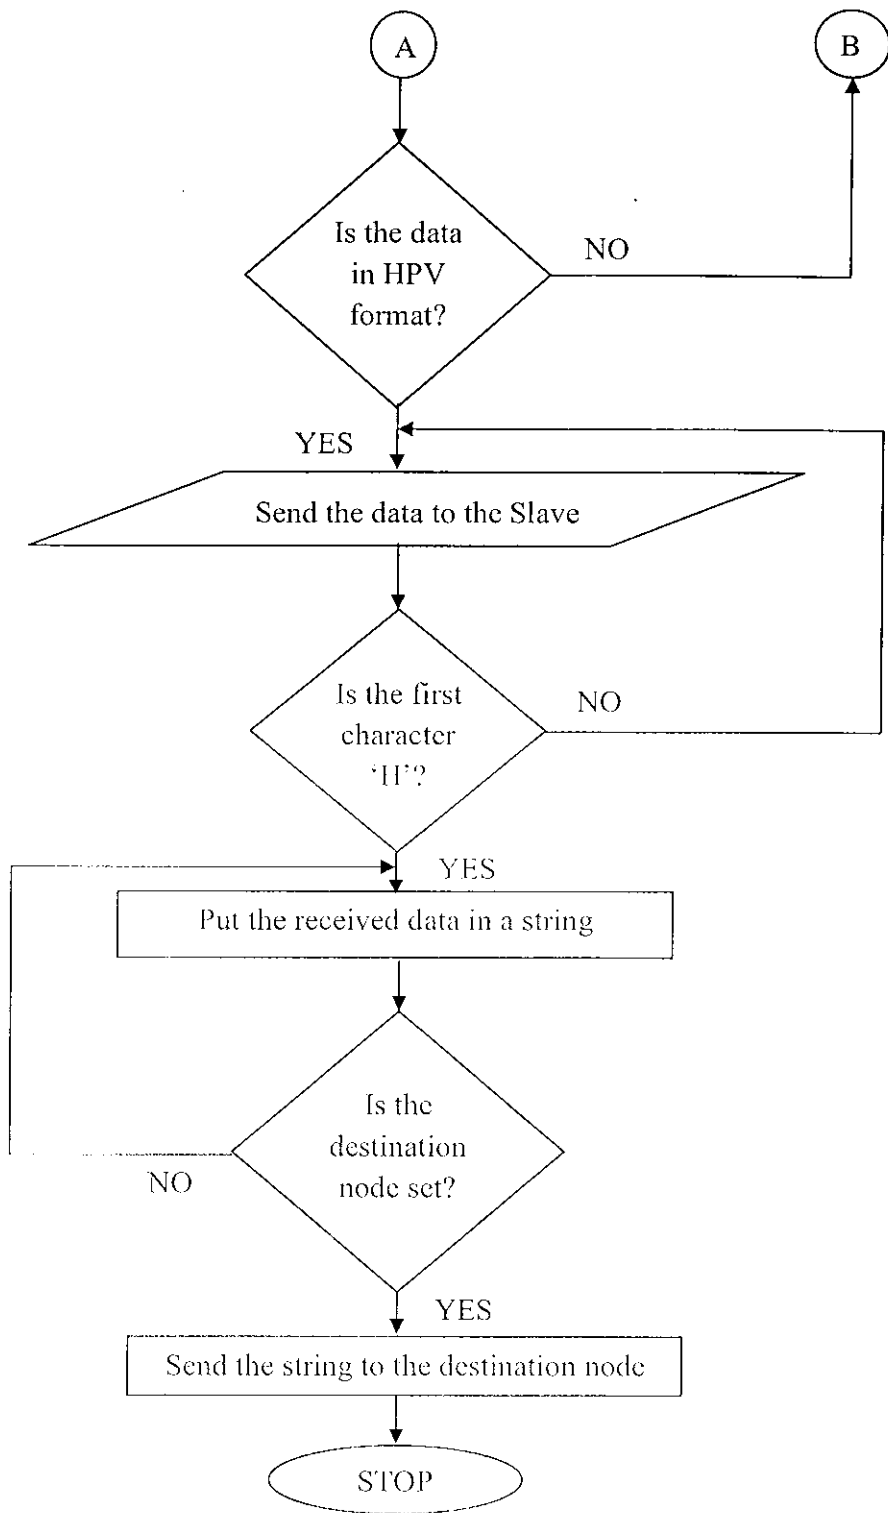 A
B
Is the data
in HPV
format?
NO
YES
Send the data to the Slave
Is the first
character
‘H’?
NO
YES
Put the received data in a string
Is the
destination
node set?
NO
YES
Send the string to the destination node
STOP